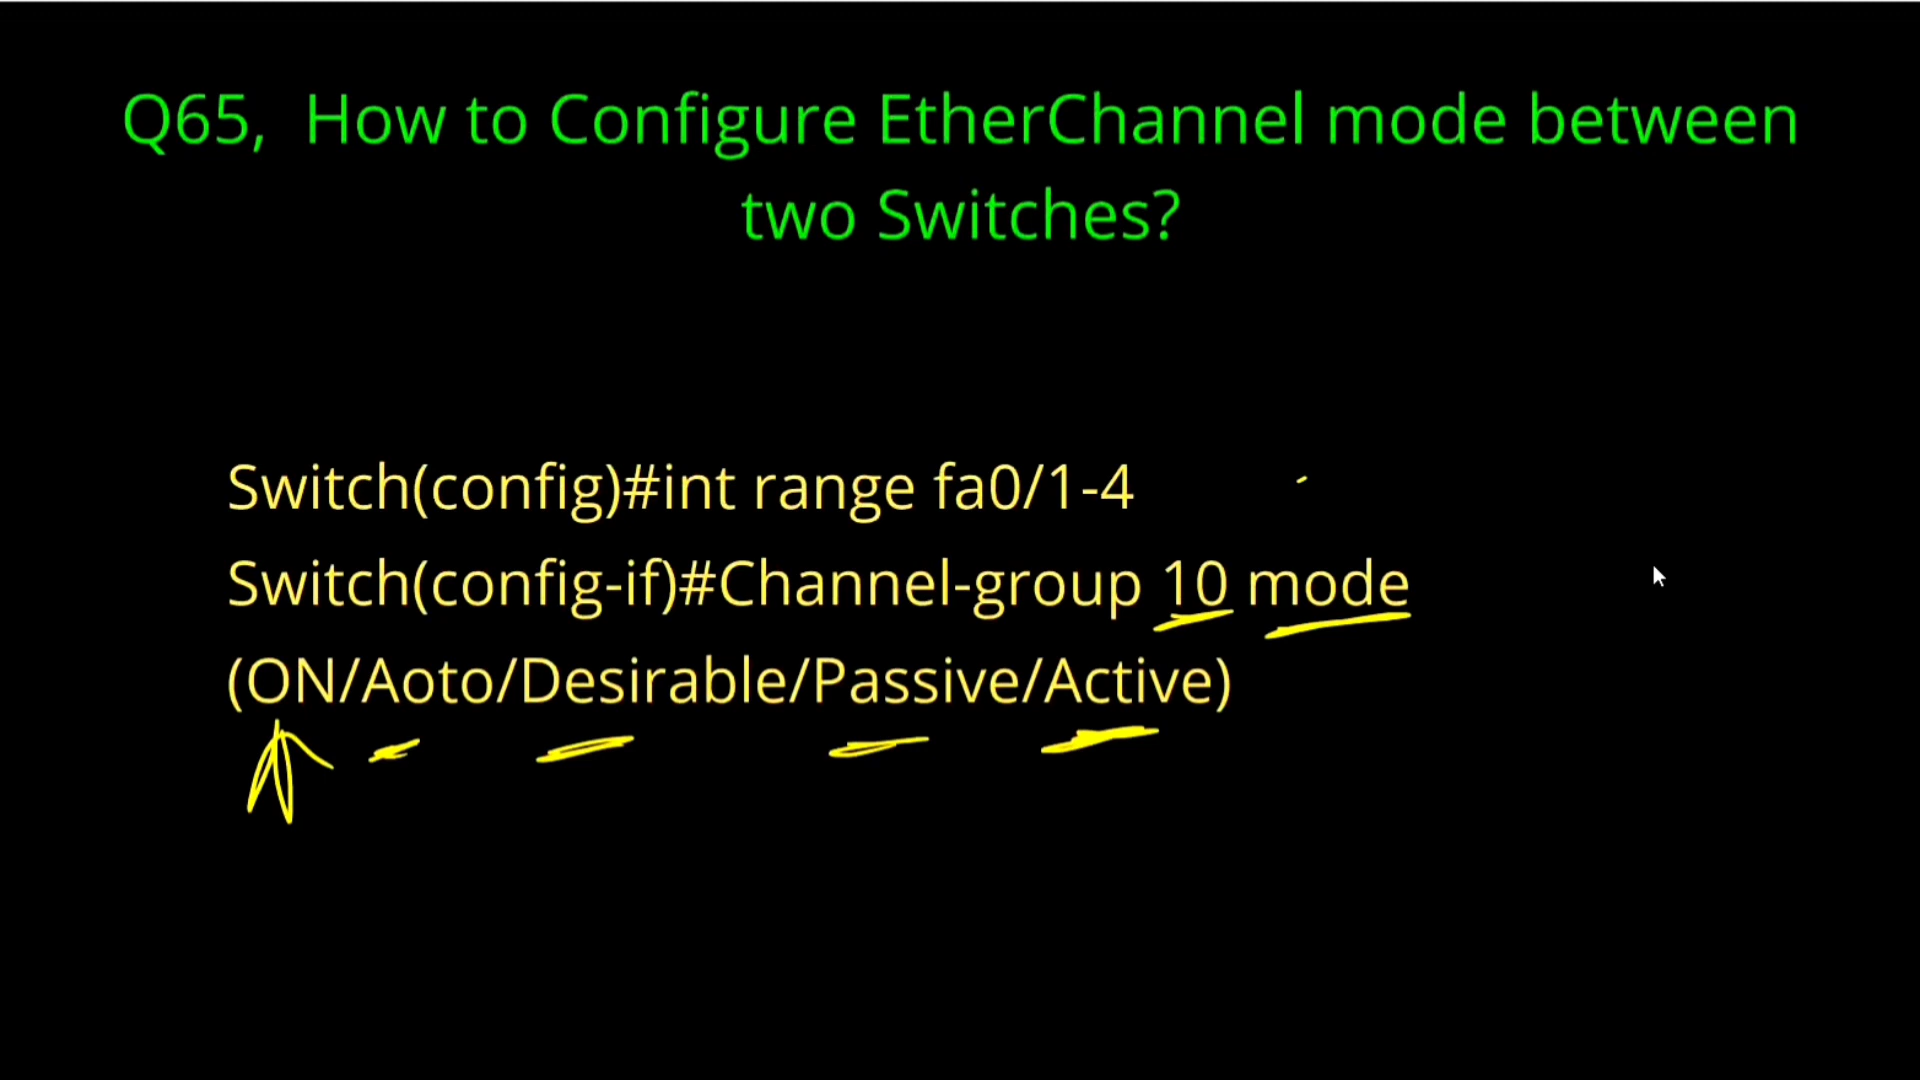 Q65, How to Configure EtherChannel mode between
two Switches?
Switch(config)#int range fa0/1-4
Switch(config-if)#Channel-group 10 mode
(ON/Aoto/Desirable/Passive/Active)